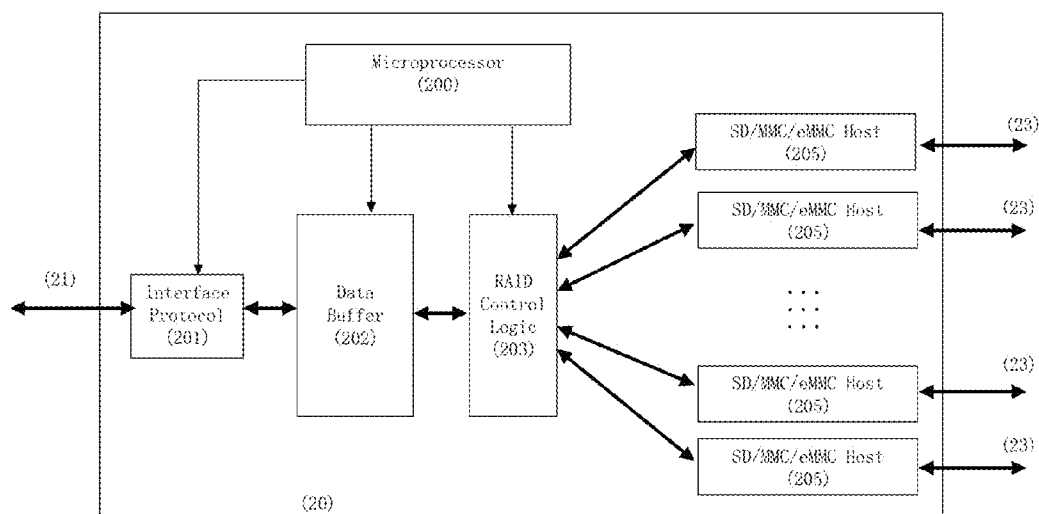 Microprocessor
(200)
SD/MMC/eMMC Host
(205)
(23)
SD/MMC/eMMC Host
(205)
(23)
(21)
Interface
Protocol
(201)
Data
Buffer
(202)
RAID
Control
Logic
(203)
...
...
SD/MMC/eMMC Host
(205)
(23)
SD/MMC/eMMC Host
(205)
(23)
(20)